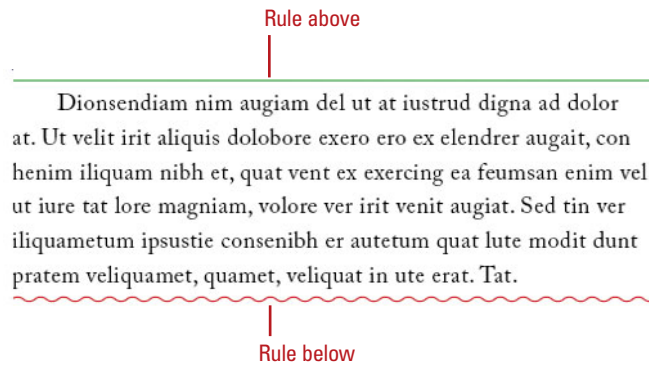 Rule above
Dionsendiam nim augiam del ut at iustrud digna ad dolor
at. Ut velit irit aliquis dolobore exero ero ex elendrer augait, con
henim iliquam nibh et, quat vent ex exercing ea feumsan enim vel
ut iure tat lore magniam, volore ver irit venit augiat. Sed tin ver
iliquametum ipsustie consenibh er autetum quat lute modit dunt
pratem veliquamet, quamet, veliquat in ute erat. Tat.
Rule below